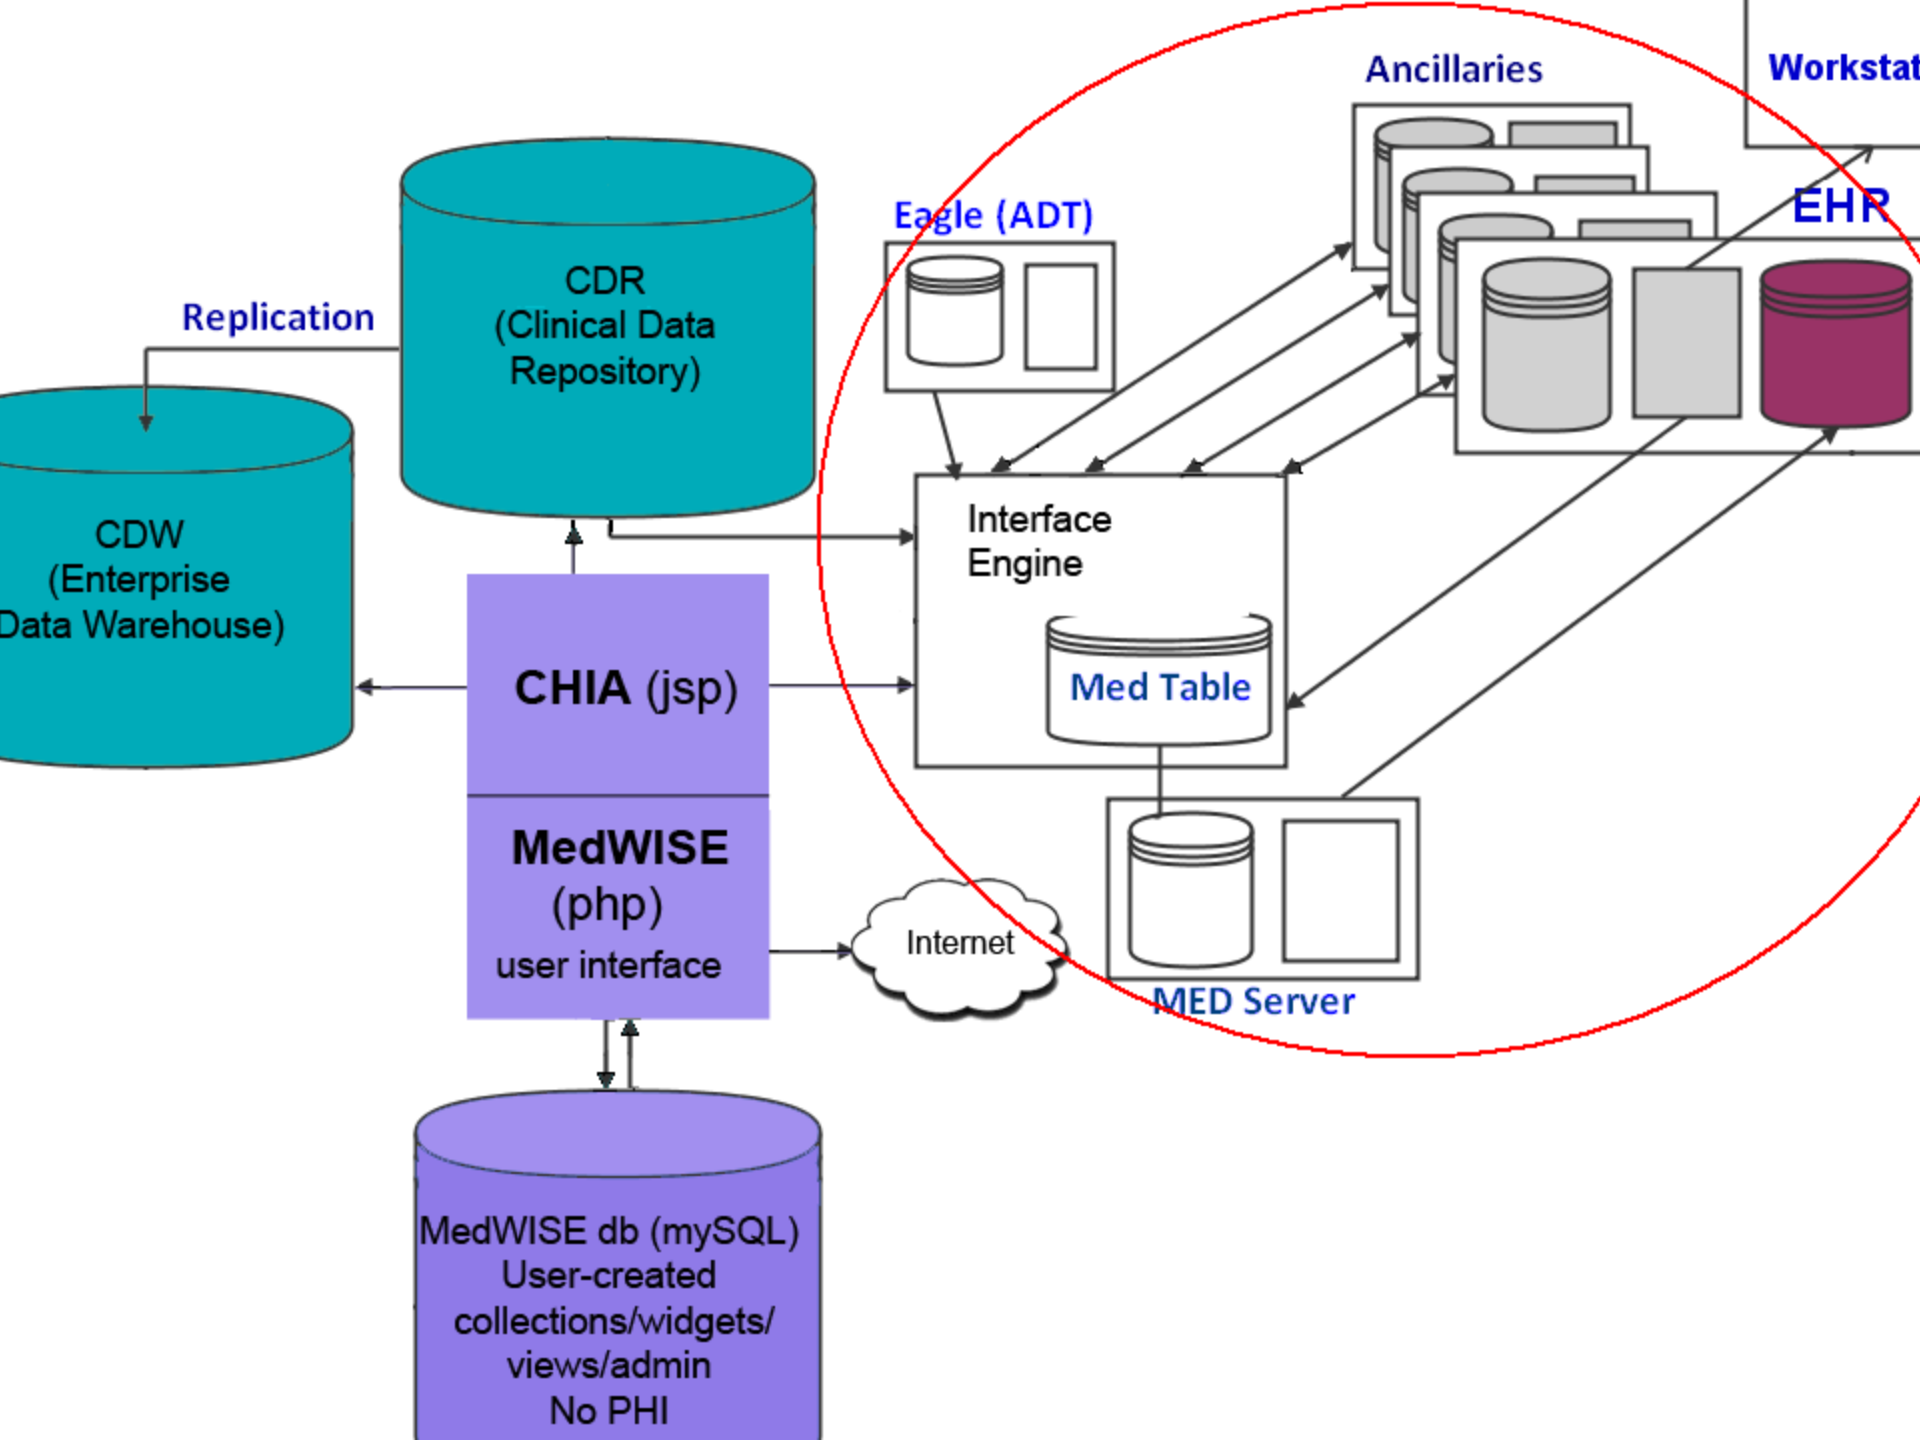 Ancillaries
Workstat
Eagle (ADT)
EHR
CDR
(Clinical Data
Repository)
Replication
CDW
(Enterprise
Data Warehouse)
Interface
Engine
Med Table
CHIA (jsp)
MedWISE
(php)
user interface
Internet
MED Server
MedWISE db (mySQL)
User-created
collections/widgets/
views/admin
No PHI